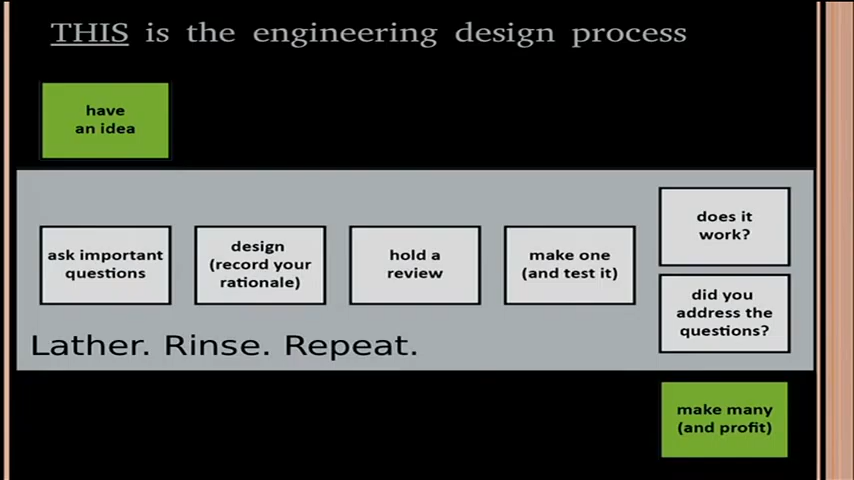 THIS is the engineering design process
have
an idea
ask important
questions
design
(record your
rationale)
hold a
review
make one
(and test it)
does it
work?
did you
address the
questions?
Lather. Rinse. Repeat.
make many
(and profit)